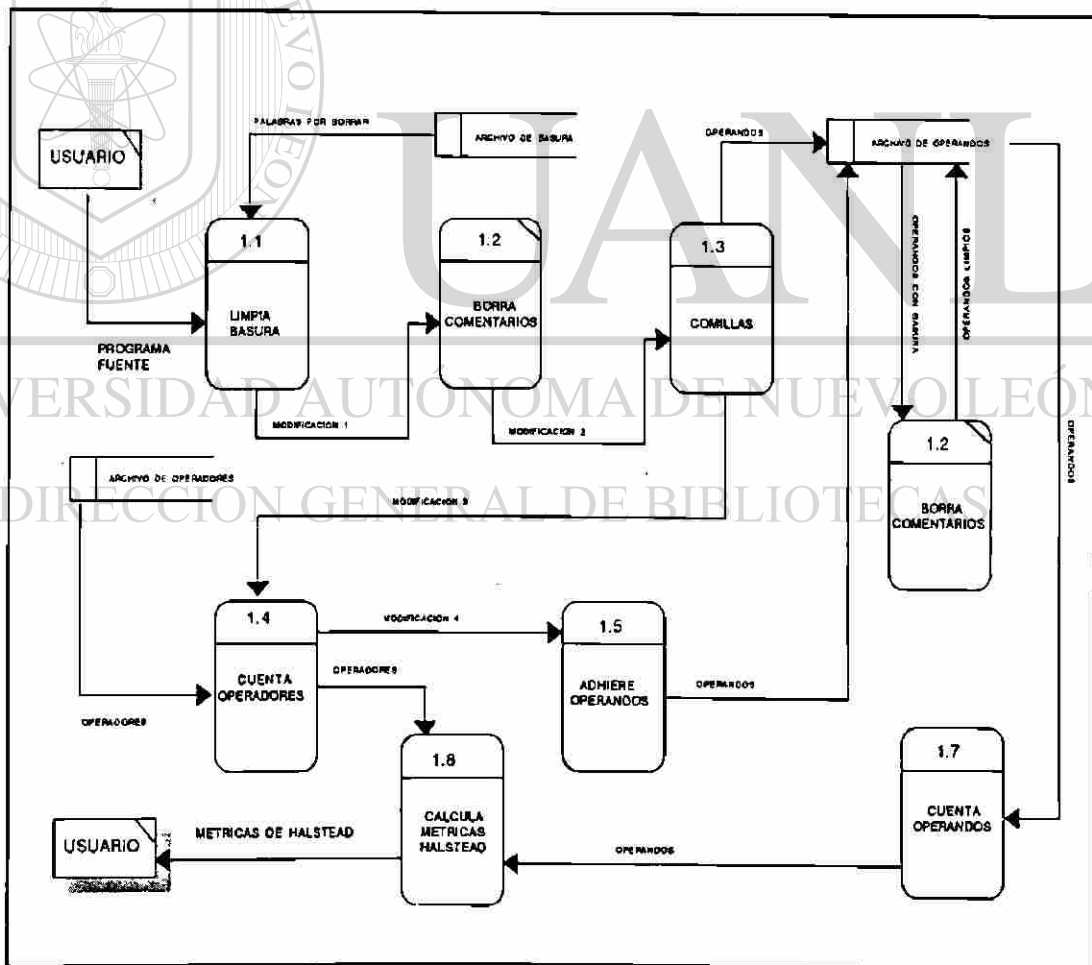 EVO LEON
UANL
PALABRAS POR BORRAR
ARCHIVO DE BASURA
OPERANDOS
ARCHIVO DE OPERANDOS
USUARIO
1.1
LIMPIA
BASURA
1.2
BORRA
COMENTARIOS
1.3
COMILLAS
OPERANDOS CON BASURA
OPERANDOS LIMPIOS
PROGRAMA
FUENTE
VERSIDAD AUTÓNOMA DE NUEVO LEÓN
MODIFICACION 1
MODIFICACION 2
OPERANDOS
1.2
BORRA
COMENTARIOS
ARCHIVO DE OPERADORES
DIRECCIÓN GENERAL DE BIBLIOTECAS
MODIFICACION 3
1.4
CUENTA
OPERADORES
MODIFICACION 4
OPERADORES
1.5
ADHIERE
OPERANDOS
OPERANDOS
OPERADORES
1.8
CALCULA
METRICAS
HALSTEAD
1.7
CUENTA
OPERANDOS
USUARIO
METRICAS DE HALSTEAD
OPERANDOS